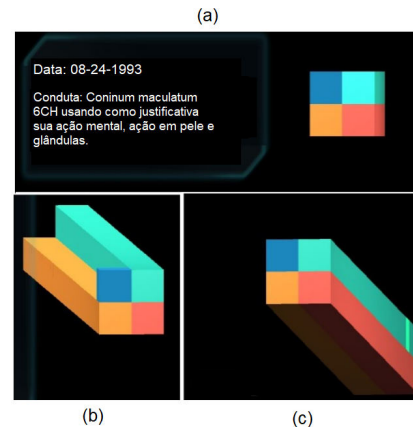 (a)
Data: 08-24-1993
Conduta: Coninum maculatum
6CH usando como justificativa
sua ação mental, ação em pele e
glândulas.
(b)
(c)